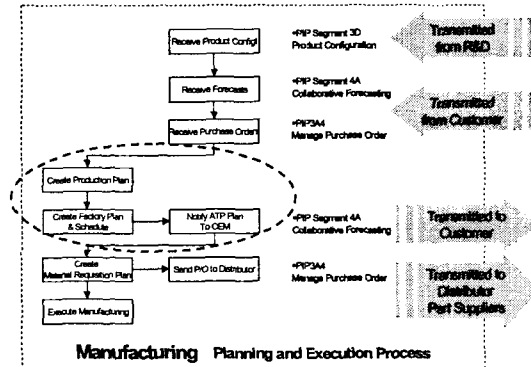 Receive Product Confgl
•PIP Segment 3D
Product Configuration
Transmitted
from R&D
Receive Forecasts
•PIP Segment 4A
Collaborative Forecasting
Transmitted
from Customer
Receive Purchase Order
•PIP3A4
Manage Purchase Order
Create Production Plan
Create Factory Plan
& Schedule
Notify ATP Plan
To OEM
•PIP Segment 4A
Collaborative Forecasting
Transmitted to
Customer
Create
Material Requisition Plan
Send P/O to Distributor
•PIP3A4
Manage Purchase Order
Transmitted to
Distributor
Part Suppliers
Execute Manufacturing
Manufacturing Planning and Execution Process